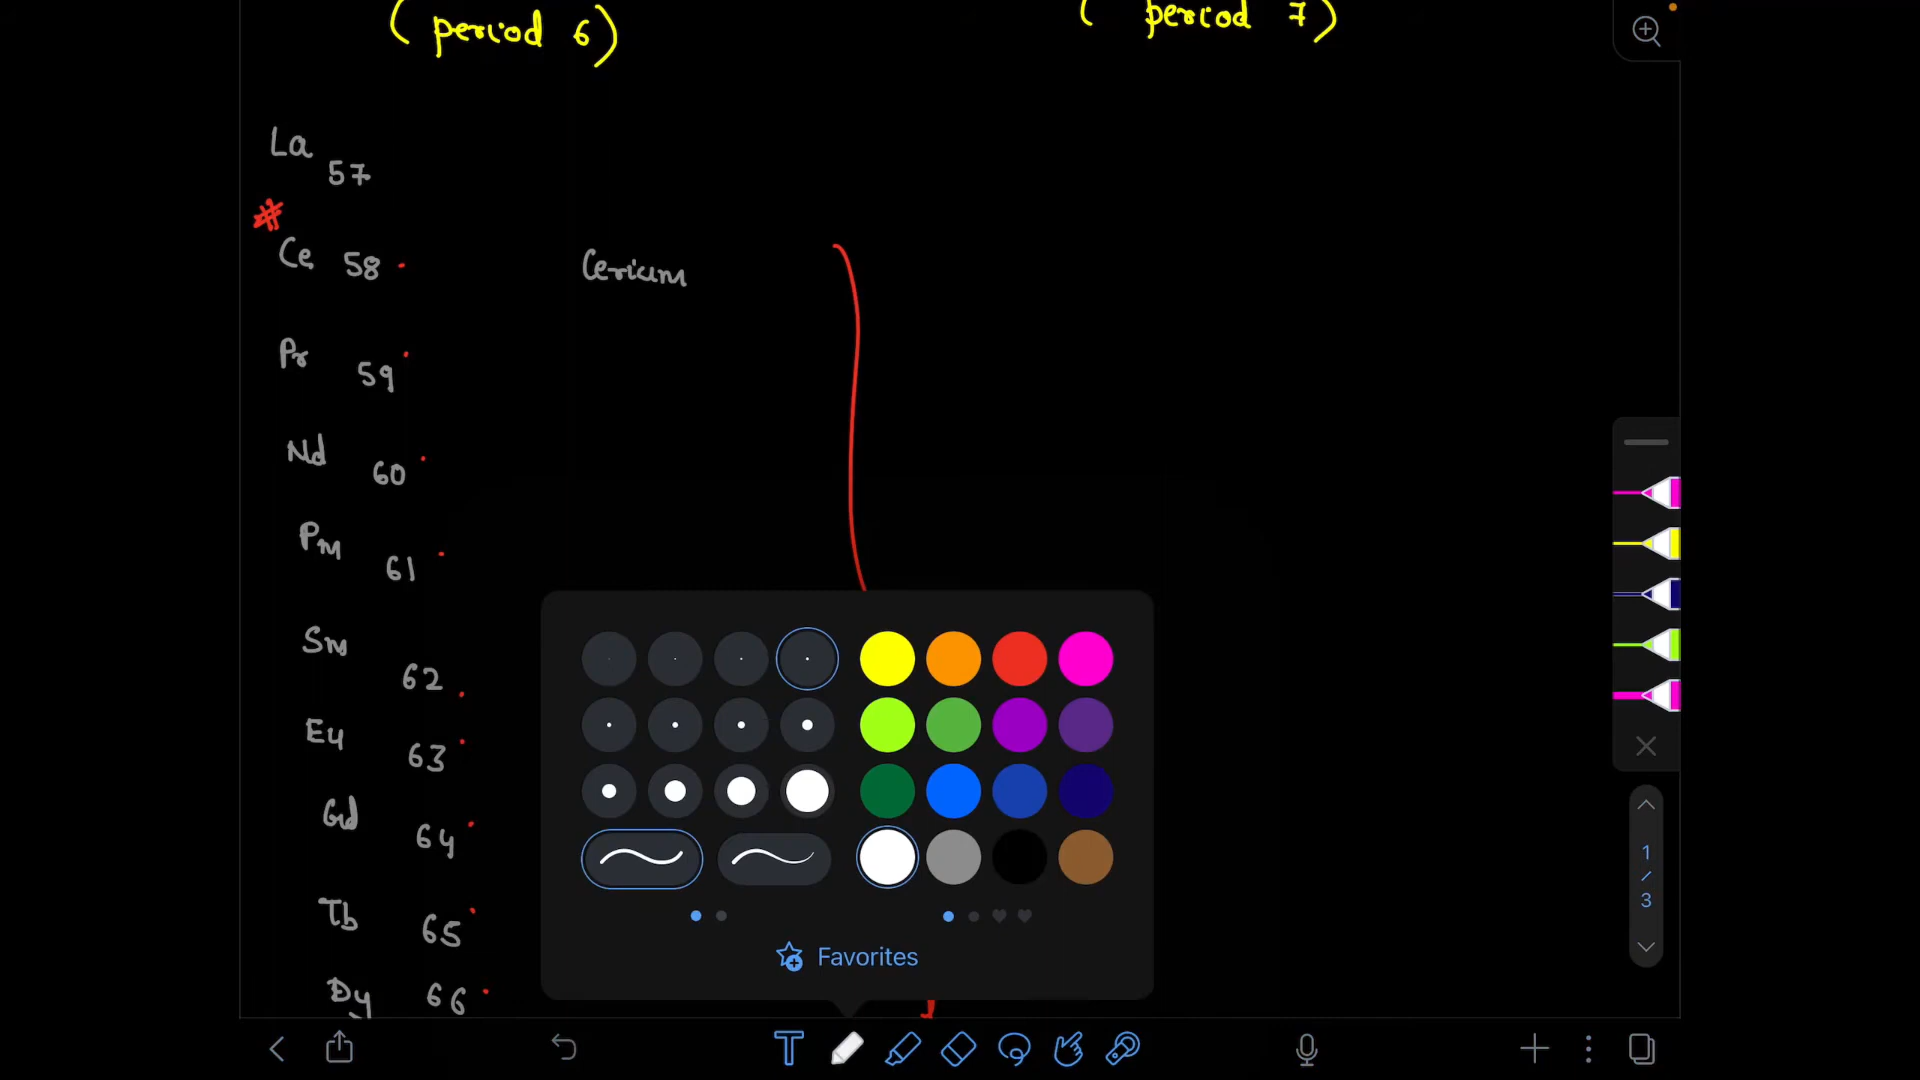 (period 6)
(period 7)
La 57
Ce 58 Cerium
Pr 59
Nd 60
Pm 61
Sm 62
Eu 63
Gd 64
Tb 65
Dy 66
Favorites
1
/
3
T